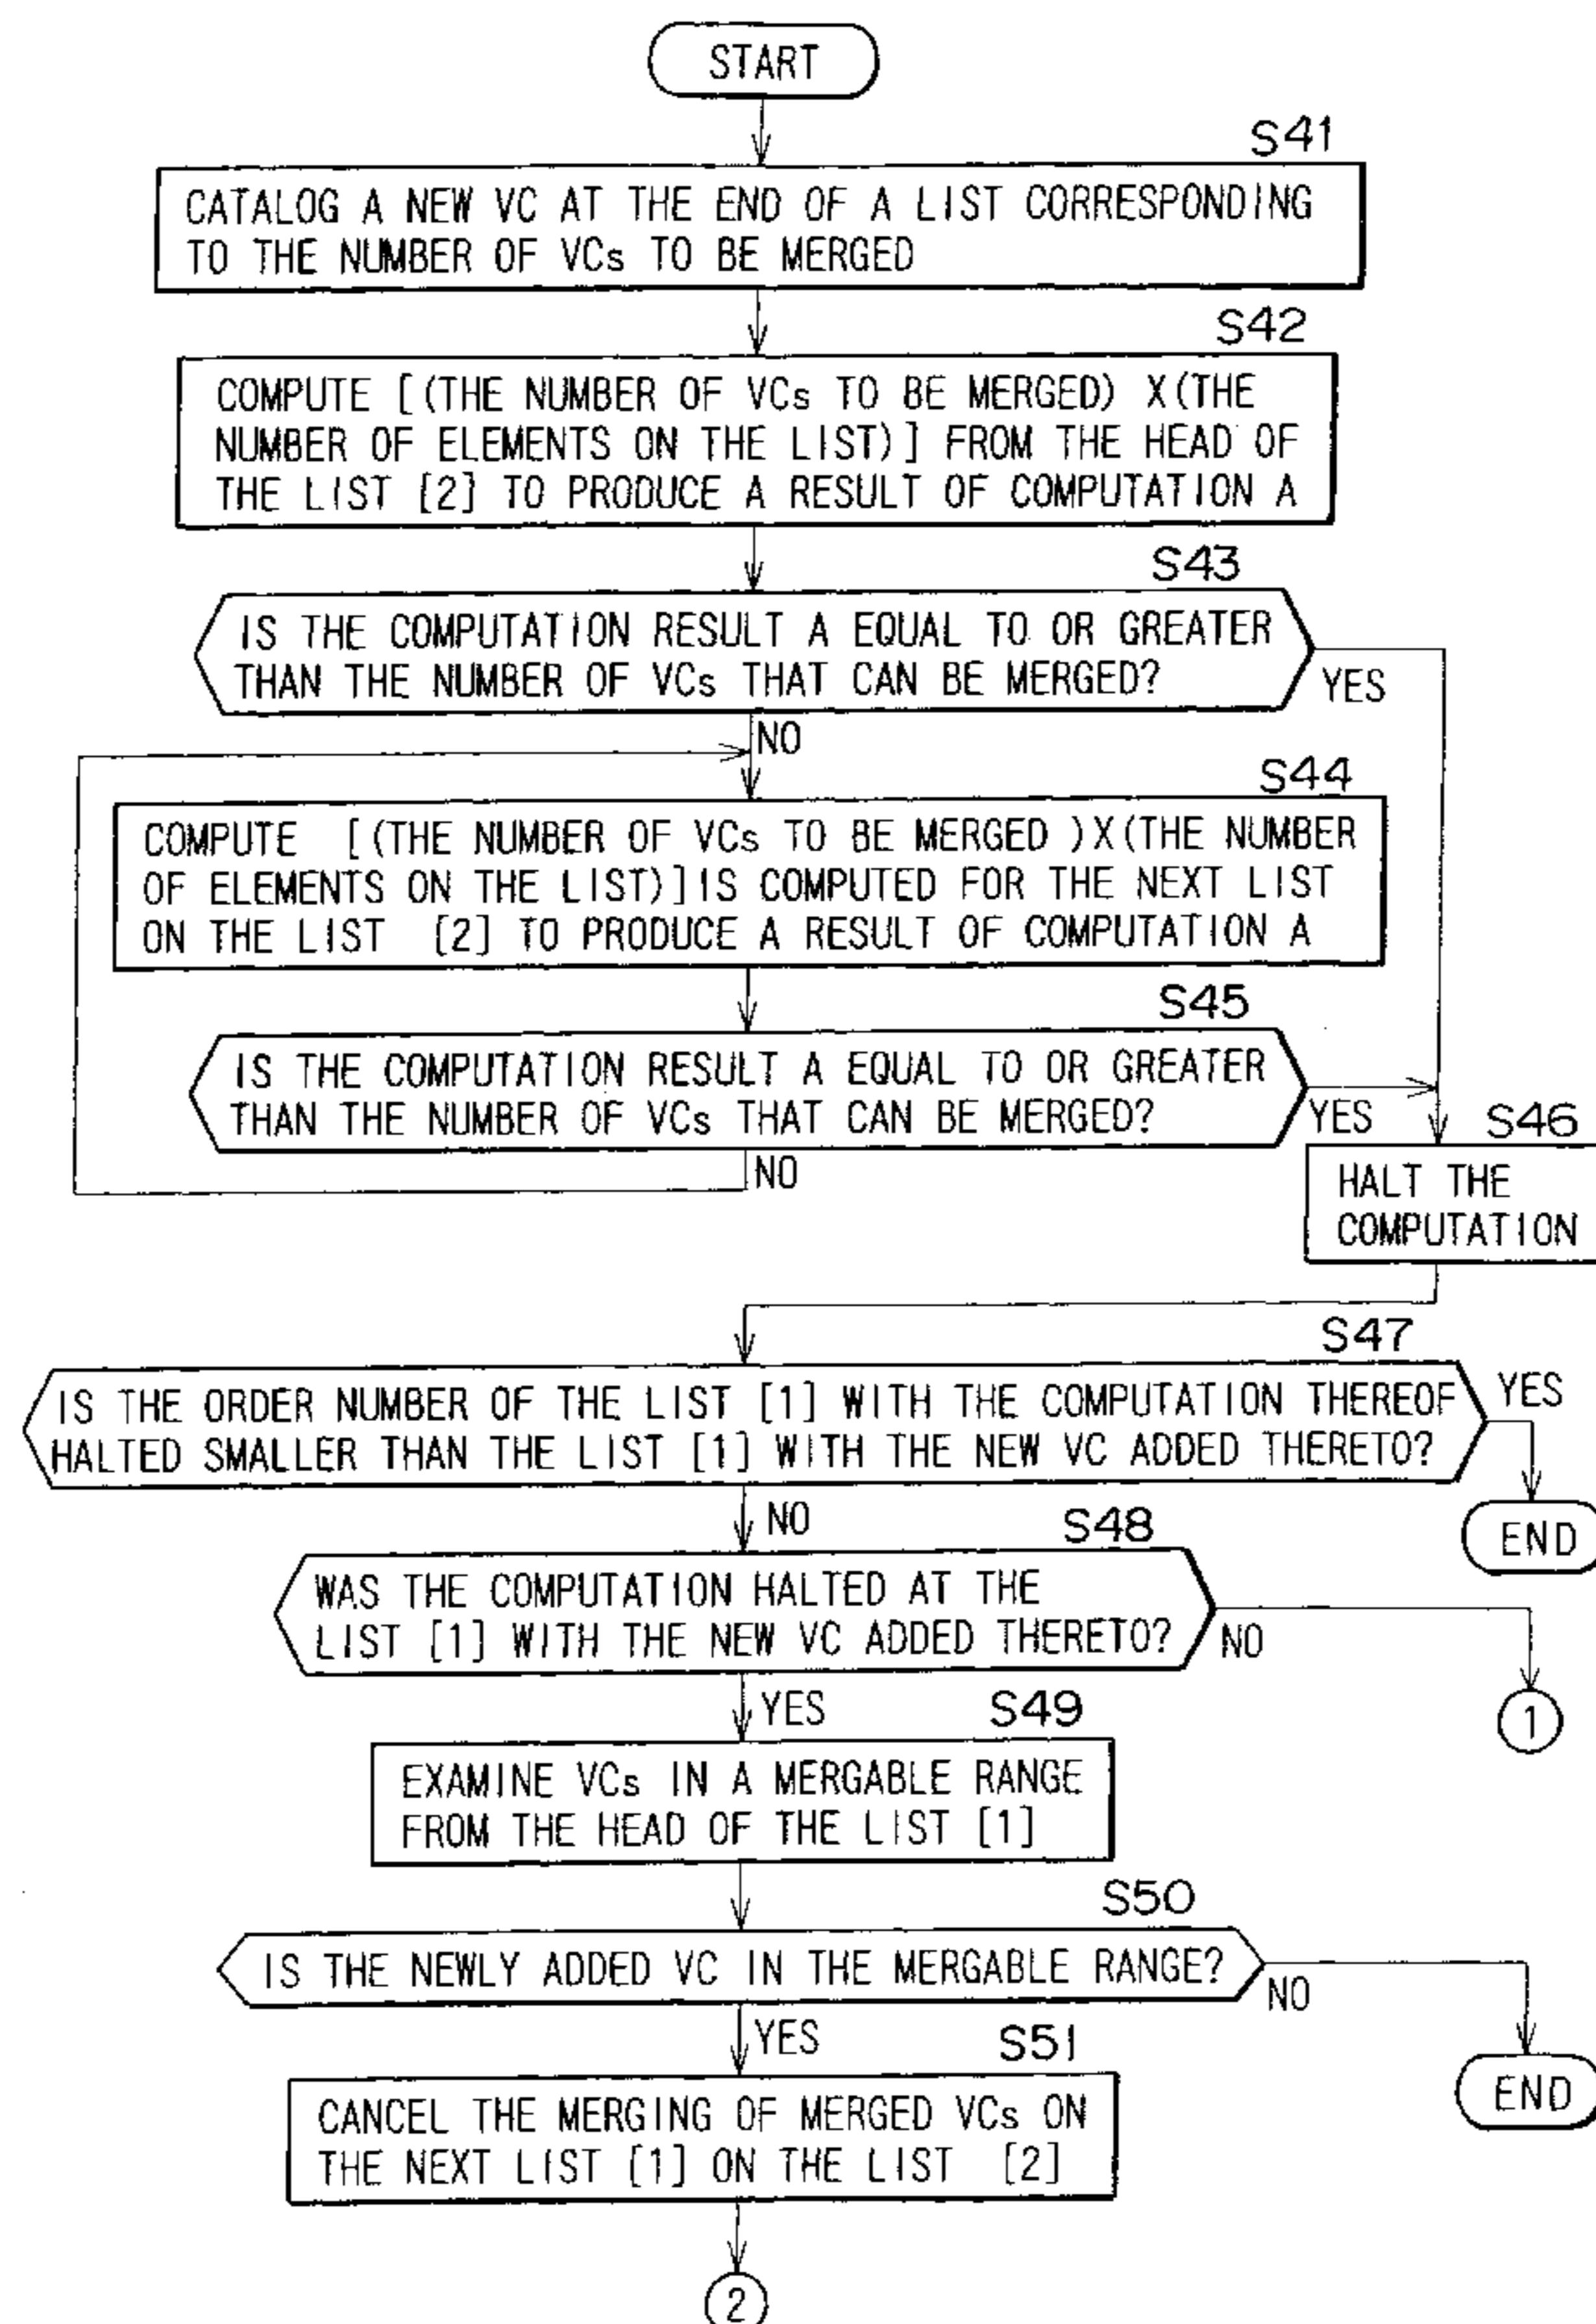 START
S41
CATALOG A NEW VC AT THE END OF A LIST CORRESPONDING
TO THE NUMBER OF VCs TO BE MERGED
S42
COMPUTE [(THE NUMBER OF VCs TO BE MERGED) X(THE
NUMBER OF ELEMENTS ON THE LIST)] FROM THE HEAD OF
THE LIST [2] TO PRODUCE A RESULT OF COMPUTATION A
S43
IS THE COMPUTATION RESULT A EQUAL TO OR GREATER
THAN THE NUMBER OF VCs THAT CAN BE MERGED?
YES
NO
S44
COMPUTE [(THE NUMBER OF VCs TO BE MERGED )X(THE NUMBER
OF ELEMENTS ON THE LIST)]IS COMPUTED FOR THE NEXT LIST
ON THE LIST [2] TO PRODUCE A RESULT OF COMPUTATION A
S45
IS THE COMPUTATION RESULT A EQUAL TO OR GREATER
THAN THE NUMBER OF VCs THAT CAN BE MERGED?
YES
NO
S46
HALT THE
COMPUTATION
S47
IS THE ORDER NUMBER OF THE LIST [1] WITH THE COMPUTATION THEREOF
HALTED SMALLER THAN THE LIST [1] WITH THE NEW VC ADDED THERETO?
YES
END
NO
S48
WAS THE COMPUTATION HALTED AT THE
LIST [1] WITH THE NEW VC ADDED THERETO?
NO
1
YES
S49
EXAMINE VCs IN A MERGABLE RANGE
FROM THE HEAD OF THE LIST [1]
S50
IS THE NEWLY ADDED VC IN THE MERGABLE RANGE?
NO
END
YES
S51
CANCEL THE MERGING OF MERGED VCs ON
THE NEXT LIST [1] ON THE LIST [2]
2